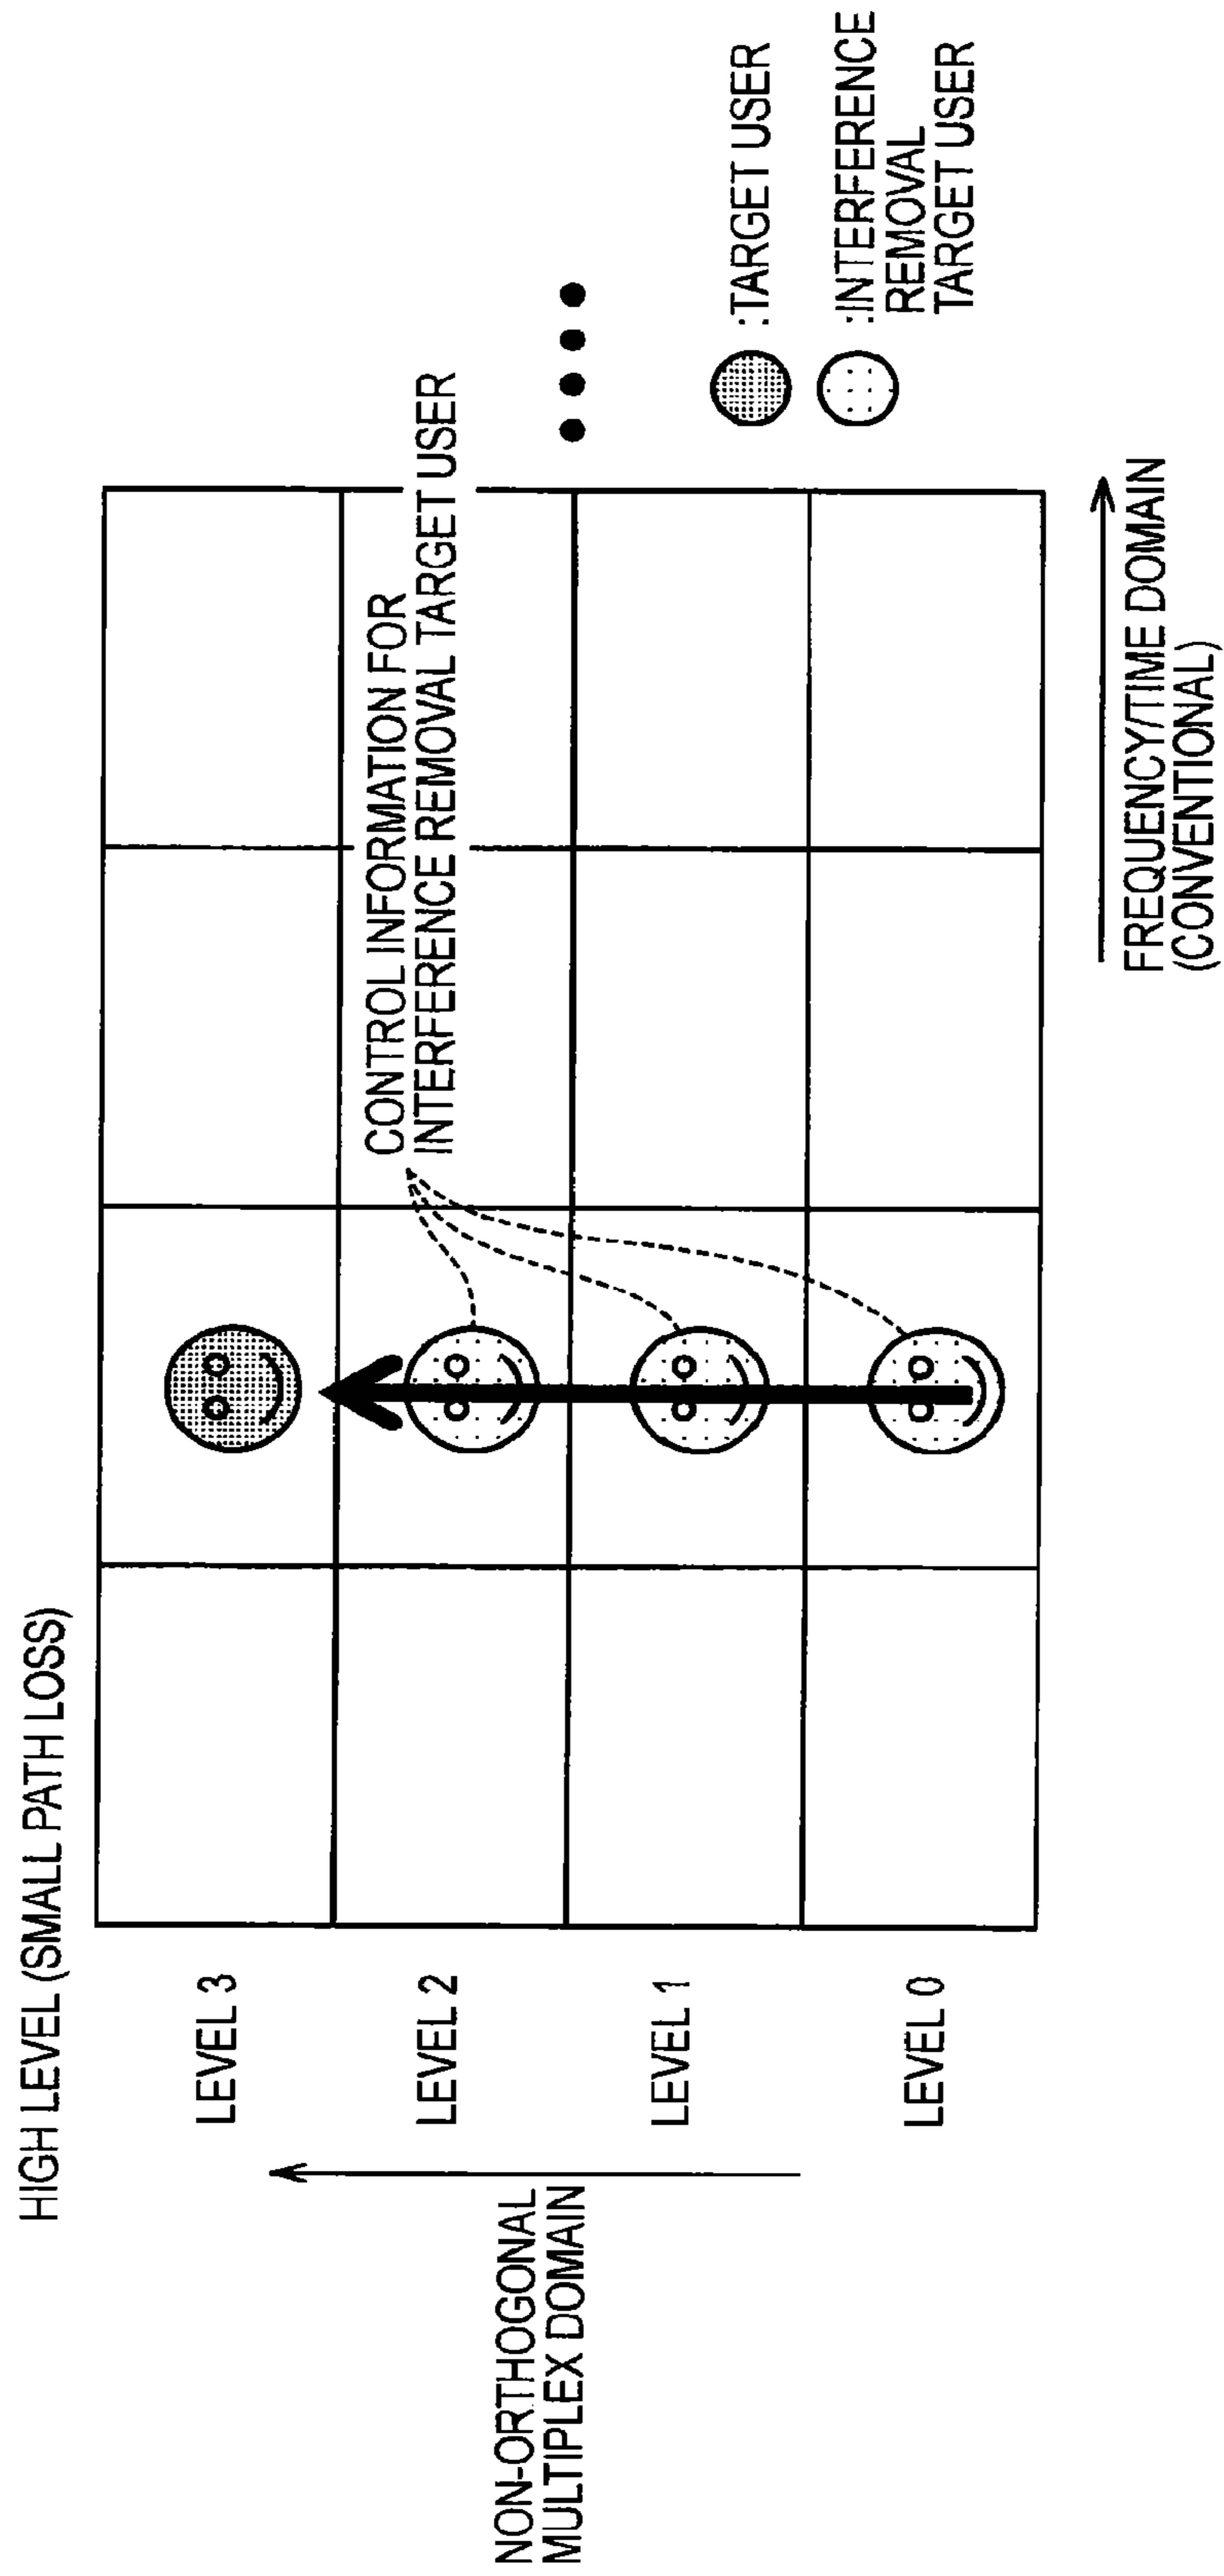 HIGH LEVEL (SMALL PATH LOSS)
NON-ORTHOGONAL
MULTIPLEX DOMAIN
LEVEL 3
LEVEL 2
LEVEL 1
LEVEL 0
CONTROL INFORMATION FOR
INTERFERENCE REMOVAL TARGET USER
:TARGET USER
:INTERFERENCE
REMOVAL
TARGET USER
FREQUENCY/TIME DOMAIN
(CONVENTIONAL)